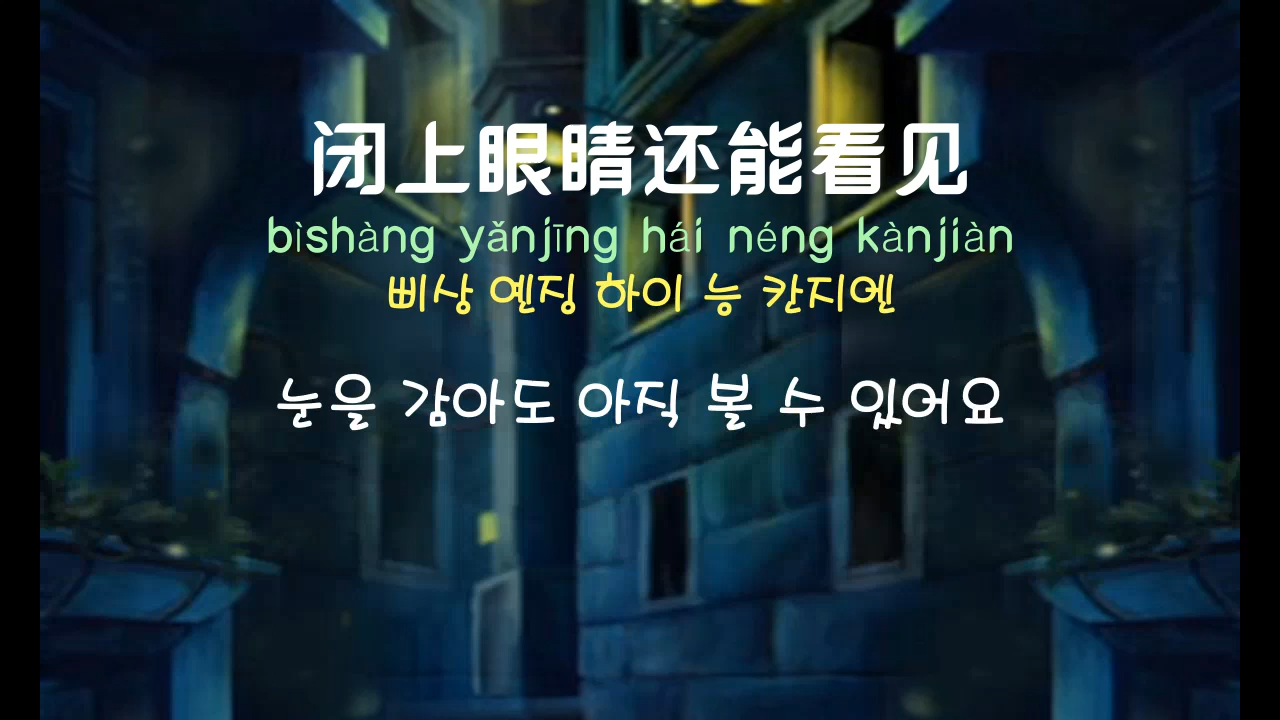 闭上眼睛还能看见
bìshàng yǎnjīng hái néng kànjiàn
삐상 옌징 하이 능 칸지엔
눈을 감아도 아직 볼 수 있어요